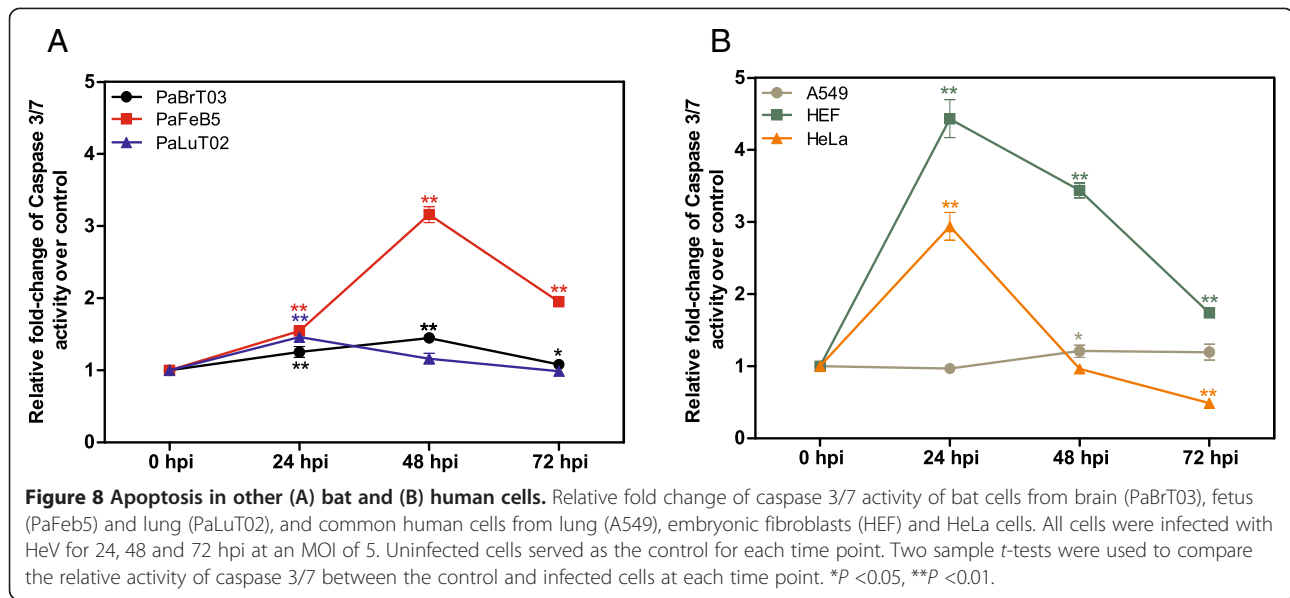 A
Relative fold-change of Caspase 3/7
activity over control
5
4
3
2
1
0
PaBrT03
PaFeB5
PaLuT02
**
**
**
**
**
**
**
*
0 hpi
24 hpi
48 hpi
72 hpi
B
Relative fold-change of Caspase 3/7
activity over control
5
4
3
2
1
0
A549
HEF
HeLa
**
**
**
*
**
**
0 hpi
24 hpi
48 hpi
72 hpi
Figure 8 Apoptosis in other (A) bat and (B) human cells. Relative fold change of caspase 3/7 activity of bat cells from brain (PaBrT03), fetus
(PaFeb5) and lung (PaLuT02), and common human cells from lung (A549), embryonic fibroblasts (HEF) and HeLa cells. All cells were infected with
HeV for 24, 48 and 72 hpi at an MOI of 5. Uninfected cells served as the control for each time point. Two sample t-tests were used to compare
the relative activity of caspase 3/7 between the control and infected cells at each time point. *P <0.05, **P <0.01.